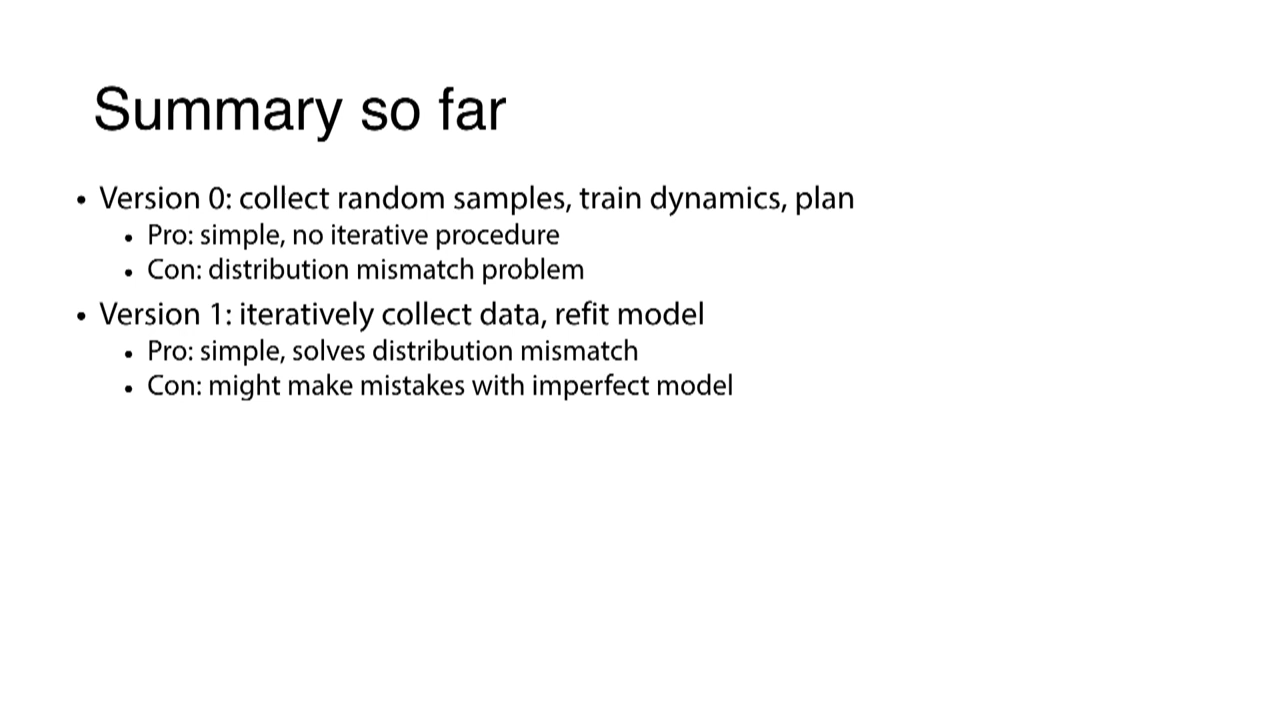 Summary so far
• Version 0: collect random samples, train dynamics, plan
• Pro: simple, no iterative procedure
• Con: distribution mismatch problem
• Version 1: iteratively collect data, refit model
• Pro: simple, solves distribution mismatch
• Con: might make mistakes with imperfect model